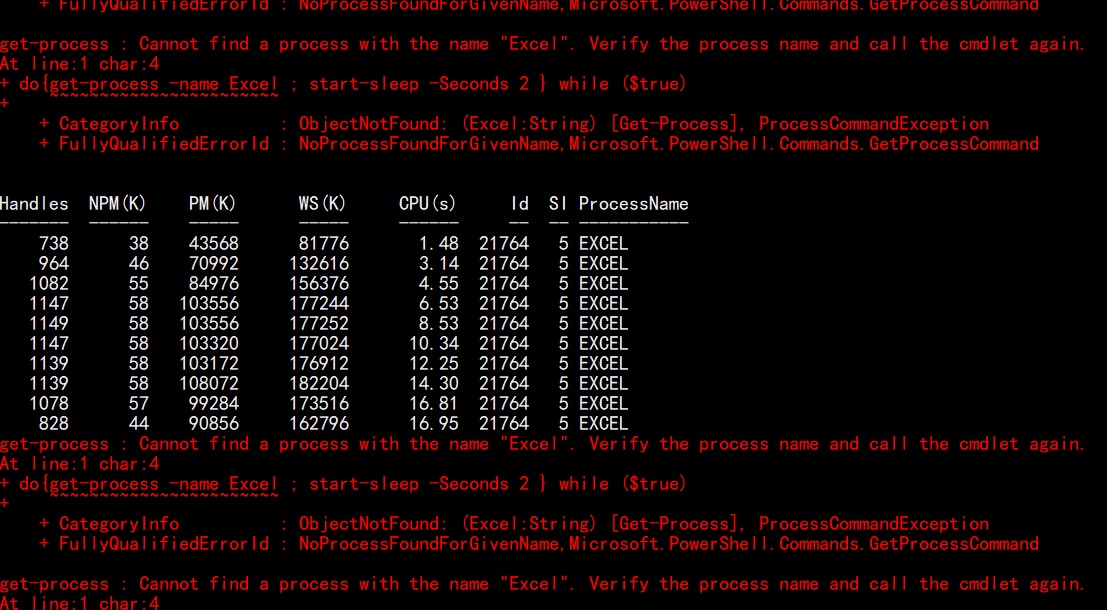 + FullyQualifiedErrorId : NoProcessFoundForGivenName,Microsoft.PowerShell.Commands.GetProcessCommand
get-process : Cannot find a process with the name "Excel". Verify the process name and call the cmdlet again.
At line:1 char:4
+ do{get-process -name Excel ; start-sleep -Seconds 2 } while ($true)
+    ~~~~~~~~~~~~~~~~~~~~~~~
+ CategoryInfo          : ObjectNotFound: (Excel:String) [Get-Process], ProcessCommandException
+ FullyQualifiedErrorId : NoProcessFoundForGivenName,Microsoft.PowerShell.Commands.GetProcessCommand
Handles  NPM(K)    PM(K)      WS(K)     CPU(s)     Id  SI ProcessName
-------  ------    -----      -----     ------     --  -- -----------
738      38    43568      81776       1.48  21764   5 EXCEL
964      46    70992     132616       3.14  21764   5 EXCEL
1082      55    84976     156376       4.55  21764   5 EXCEL
1147      58   103556     177244       6.53  21764   5 EXCEL
1149      58   103556     177252       8.53  21764   5 EXCEL
1147      58   103320     177024      10.34  21764   5 EXCEL
1139      58   103172     176912      12.25  21764   5 EXCEL
1139      58   108072     182204      14.30  21764   5 EXCEL
1078      57    99284     173516      16.81  21764   5 EXCEL
828      44    90856     162796      16.95  21764   5 EXCEL
get-process : Cannot find a process with the name "Excel". Verify the process name and call the cmdlet again.
At line:1 char:4
+ do{get-process -name Excel ; start-sleep -Seconds 2 } while ($true)
+    ~~~~~~~~~~~~~~~~~~~~~~~
+ CategoryInfo          : ObjectNotFound: (Excel:String) [Get-Process], ProcessCommandException
+ FullyQualifiedErrorId : NoProcessFoundForGivenName,Microsoft.PowerShell.Commands.GetProcessCommand
get-process : Cannot find a process with the name "Excel". Verify the process name and call the cmdlet again.
At line:1 char:4